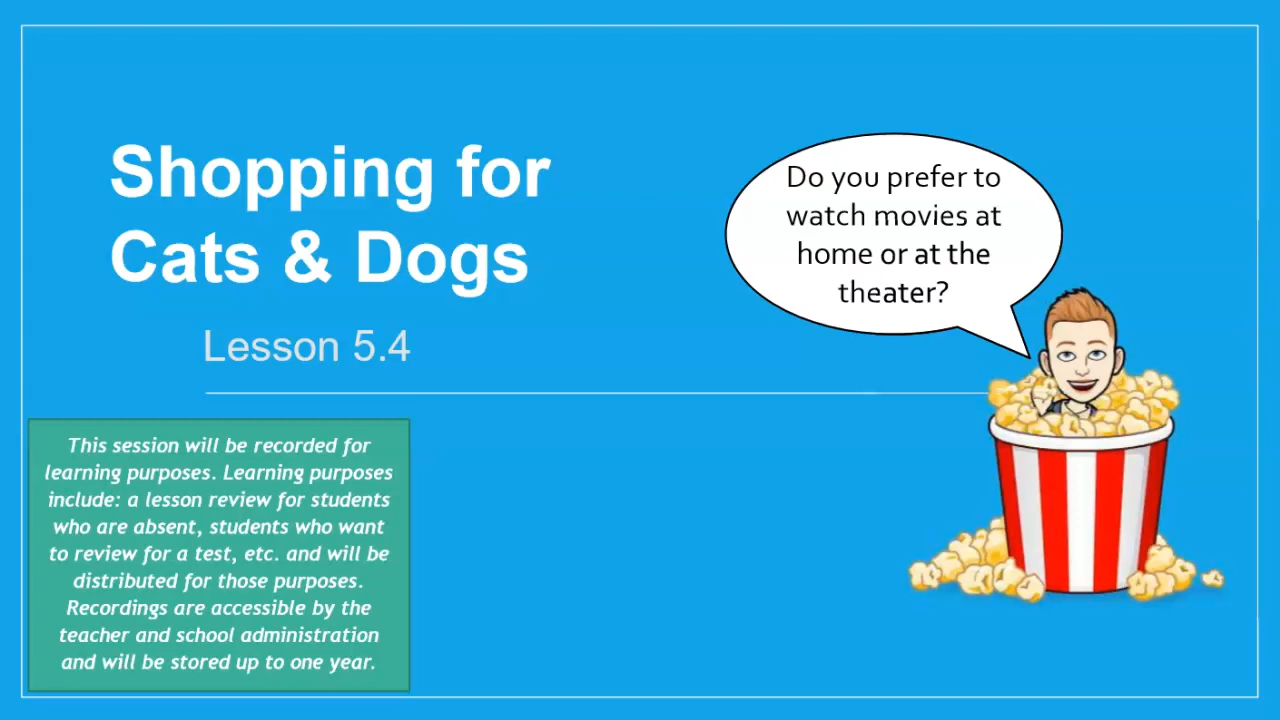 Shopping for
Cats & Dogs
Lesson 5.4
Do you prefer to
watch movies at
home or at the
theater?
This session will be recorded for
learning purposes. Learning purposes
include: a lesson review for students
who are absent, students who want
to review for a test, etc. and will be
distributed for those purposes.
Recordings are accessible by the
teacher and school administration
and will be stored up to one year.